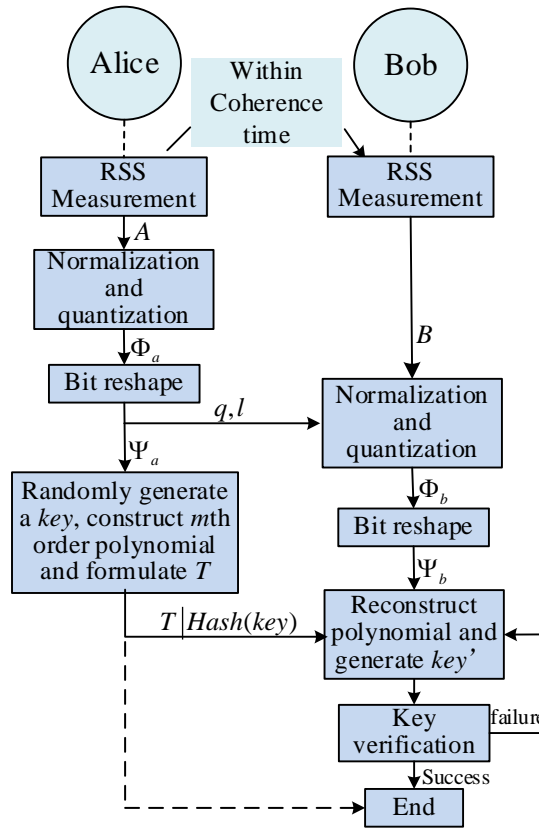 Alice
Within
Coherence
time
Bob
RSS
Measurement
RSS
Measurement
A
Normalization
and
quantization
B
Φa
Bit reshape
q,l
Normalization
and
quantization
Ψa
Φb
Randomly generate
a key, construct mth
order polynomial
and formulate T
Bit reshape
Ψb
T|Hash(key)
Reconstruct
polynomial and
generate key’
Key
verification
failure
Success
End